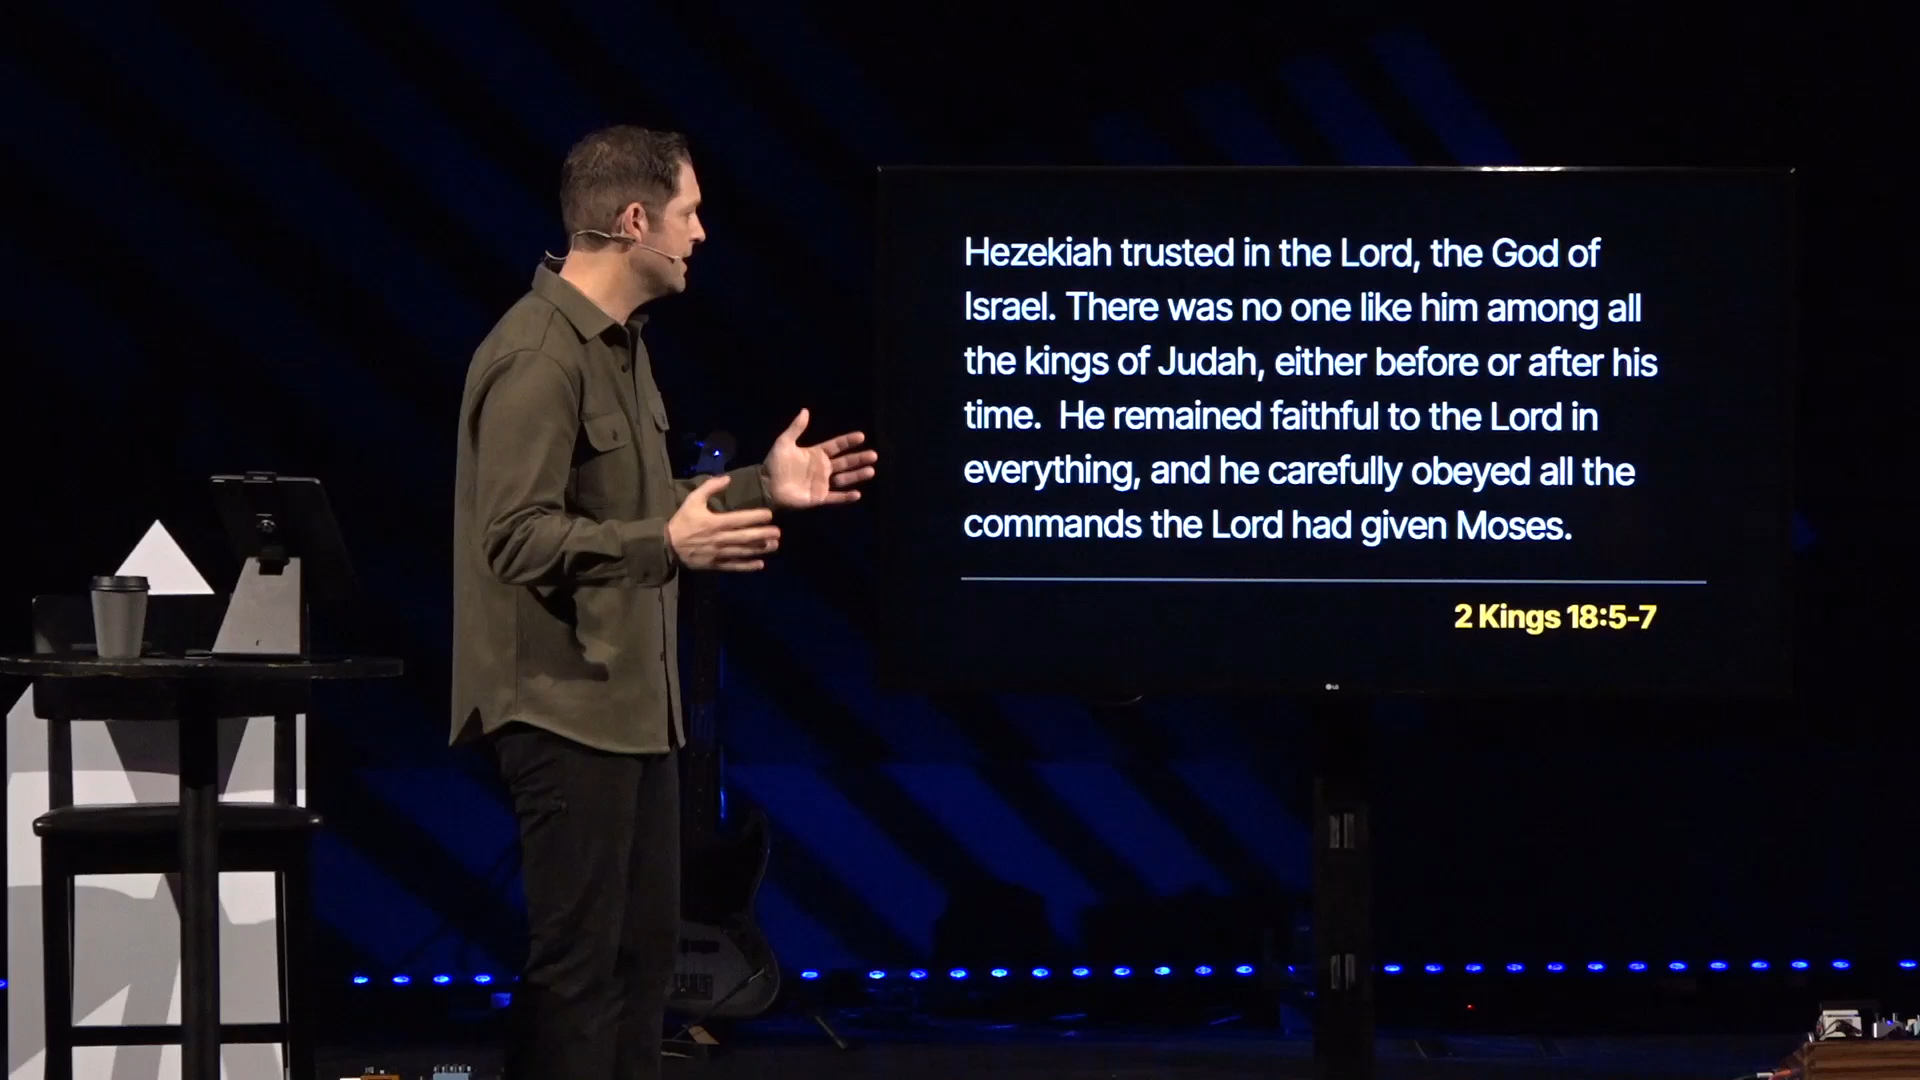 Hezekiah trusted in the Lord, the God of
Israel. There was no one like him among all
the kings of Judah, either before or after his
time.  He remained faithful to the Lord in
everything, and he carefully obeyed all the
commands the Lord had given Moses.
2 Kings 18:5-7
LG